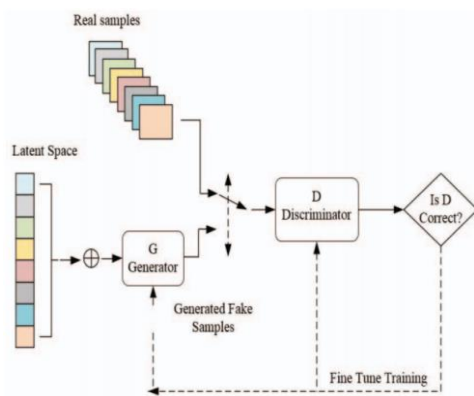 Real samples
Latent Space
G
Generator
Generated Fake
Samples
D
Discriminator
Is D
Correct?
Fine Tune Training